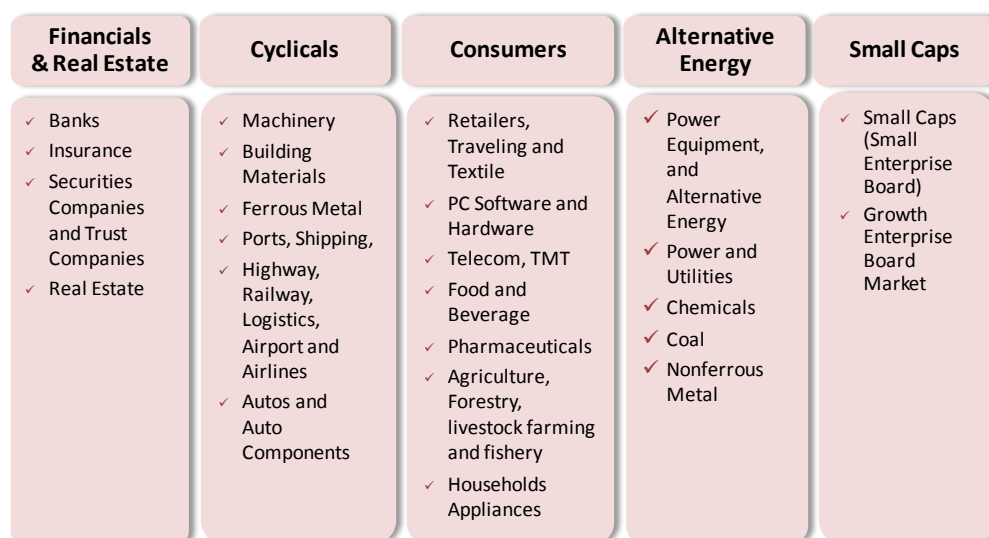 Financials
& Real Estate
Banks
Insurance
Securities
Companies
and Trust
Companies
Real Estate
Cyclicals
Machinery
Building
Materials
Ferrous Metal
Ports, Shipping,
Highway,
Railway,
Logistics,
Airport and
Airlines
Autos and
Auto
Components
Consumers
Retailers,
Traveling and
Textile
PC Software and
Hardware
Telecom, TMT
Food and
Beverage
Pharmaceuticals
Agriculture,
Forestry,
livestock farming
and fishery
Households
Appliances
Alternative
Energy
Power
Equipment,
and
Alternative
Energy
Power and
Utilities
Chemicals
Coal
Nonferrous
Metal
Small Caps
Small Caps
(Small
Enterprise
Board)
Growth
Enterprise
Board
Market